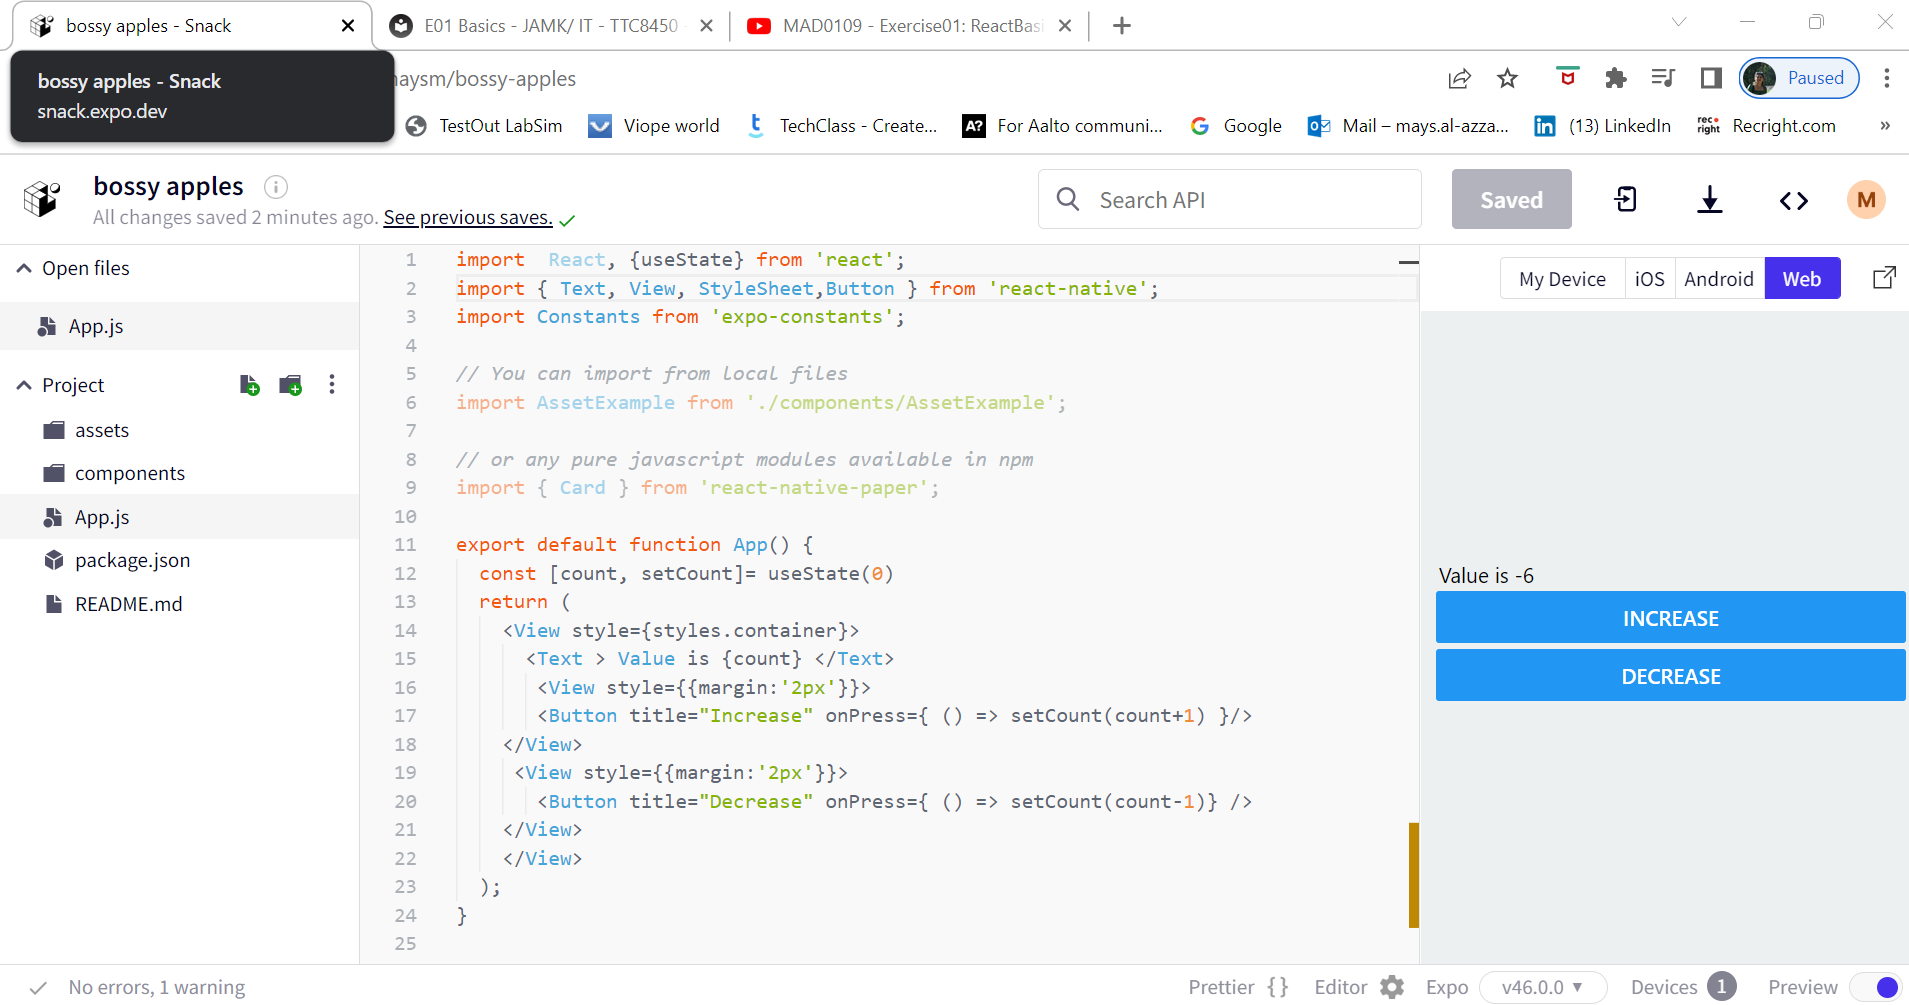 bossy apples - Snack
E01 Basics - JAMK/ IT - TTC8450
MAD0109 - Exercise01: ReactBasi
bossy apples - Snack
snack.expo.dev
aysm/bossy-apples
Paused
TestOut LabSim
Viope world
TechClass - Create...
A?
For Aalto communi...
Google
Mail – mays.al-azza...
(13) LinkedIn
rec right
Recright.com
»
bossy apples
All changes saved 2 minutes ago. See previous saves.
Search API
Saved
M
Open files
App.js
Project
assets
components
App.js
package.json
README.md
1 import  React, {useState} from 'react';
2 import { Text, View, StyleSheet,Button } from 'react-native';
3 import Constants from 'expo-constants';
4
5 // You can import from local files
6 import AssetExample from './components/AssetExample';
7
8 // or any pure javascript modules available in npm
9 import { Card } from 'react-native-paper';
10
11 export default function App() {
12   const [count, setCount]= useState(0)
13   return (
14     <View style={styles.container}>
15       <Text > Value is {count} </Text>
16        <View style={{margin:'2px'}}>
17        <Button title="Increase" onPress={ () => setCount(count+1) }/>
18     </View>
19      <View style={{margin:'2px'}}>
20        <Button title="Decrease" onPress={ () => setCount(count-1)} />
21     </View>
22     </View>
23   );
24 }
25
My Device
iOS
Android
Web
Value is -6
INCREASE
DECREASE
No errors, 1 warning
Prettier {}
Editor
Expo
v46.0.0
Devices 1
Preview